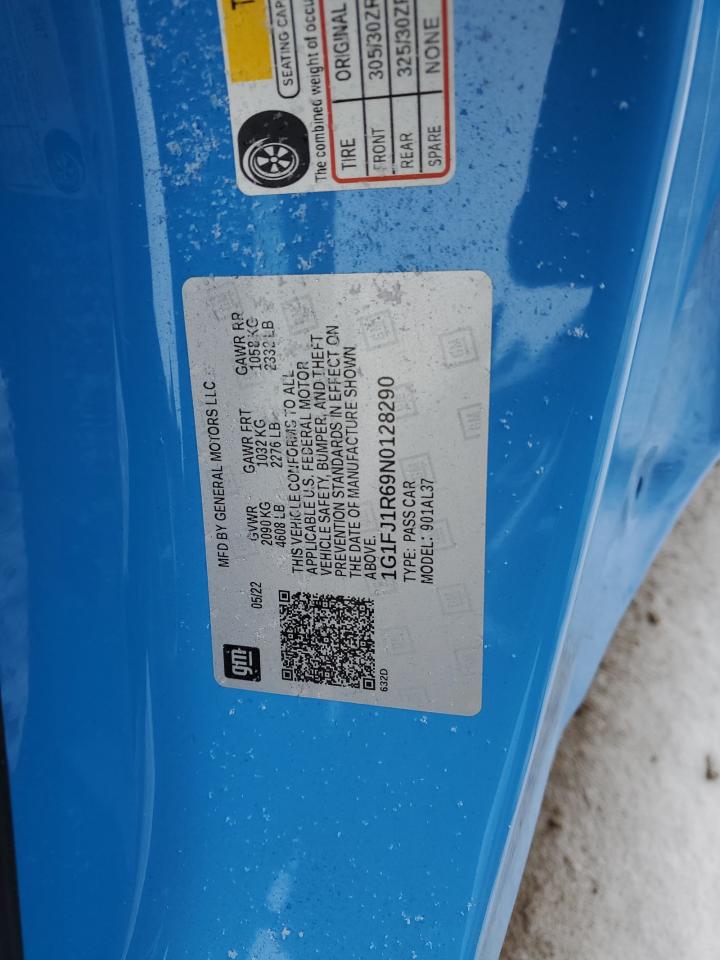 T
SEATING CAP
The combined weight of occu
TIRE ORIGINAL
FRONT 305/30ZR
REAR 325/30ZR
SPARE NONE
MFD BY GENERAL MOTORS LLC
05/22 GVWR GAWR FRT GAWR RR
2090 KG 1032 KG 1058 KG
4608 LB 2276 LB 2332 LB
THIS VEHICLE CONFORMS TO ALL
APPLICABLE U.S. FEDERAL MOTOR
VEHICLE SAFETY, BUMPER, AND THEFT
PREVENTION STANDARDS IN EFFECT ON
THE DATE OF MANUFACTURE SHOWN
ABOVE.
1G1FJ1R69N0128290
TYPE: PASS CAR
MODEL: 901AL37
gm
632D